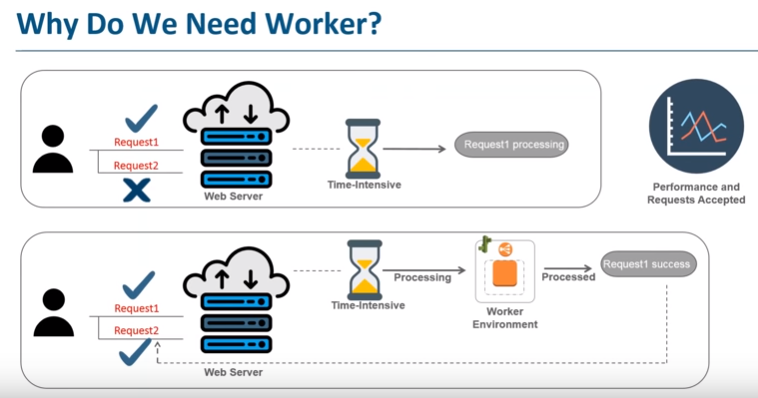 Why Do We Need Worker?
Request1
Request2
Web Server
Time-Intensive
Request1 processing
Performance and
Requests Accepted
Request1
Request2
Web Server
Time-Intensive
Processing
Worker
Environment
Processed
Request1 success